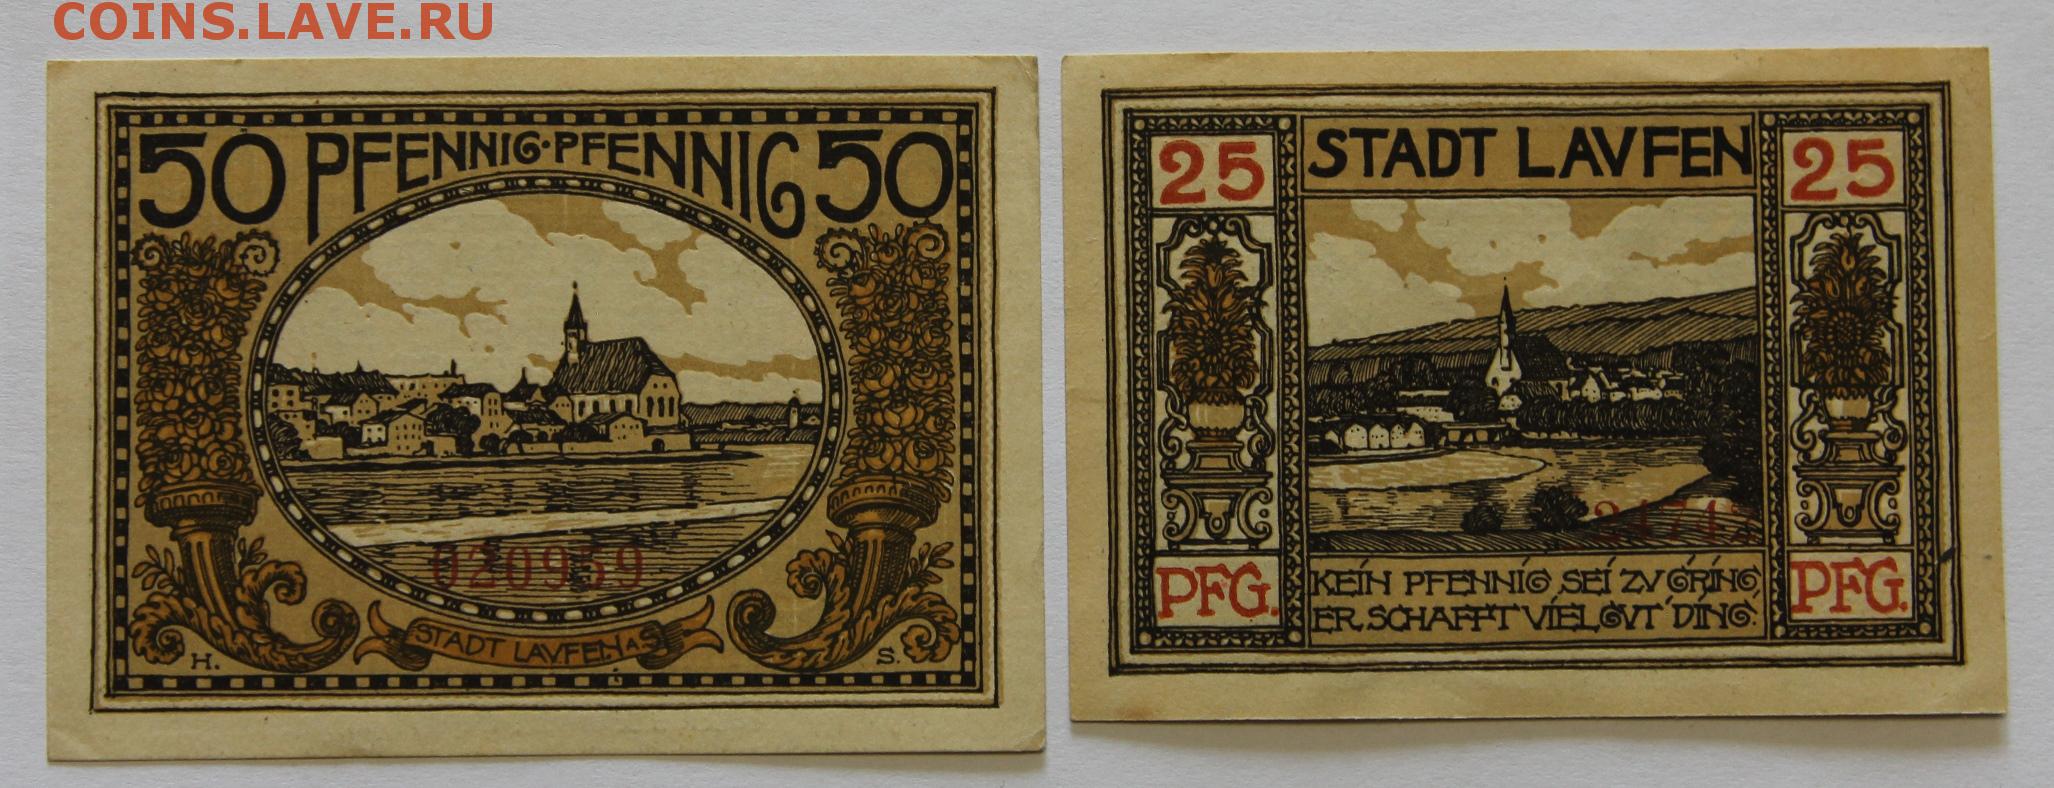 COINS.LAVE.RU
50 PFENNIG·PFENNIG 50
020959
STADT LAVFEN A.S
H. S.
25 STADT LAVFEN 25
PFG. KEIN PFENNIG SEI ZV G'RING PFG.
ER SCHAFFT VIEL GVT' DING.